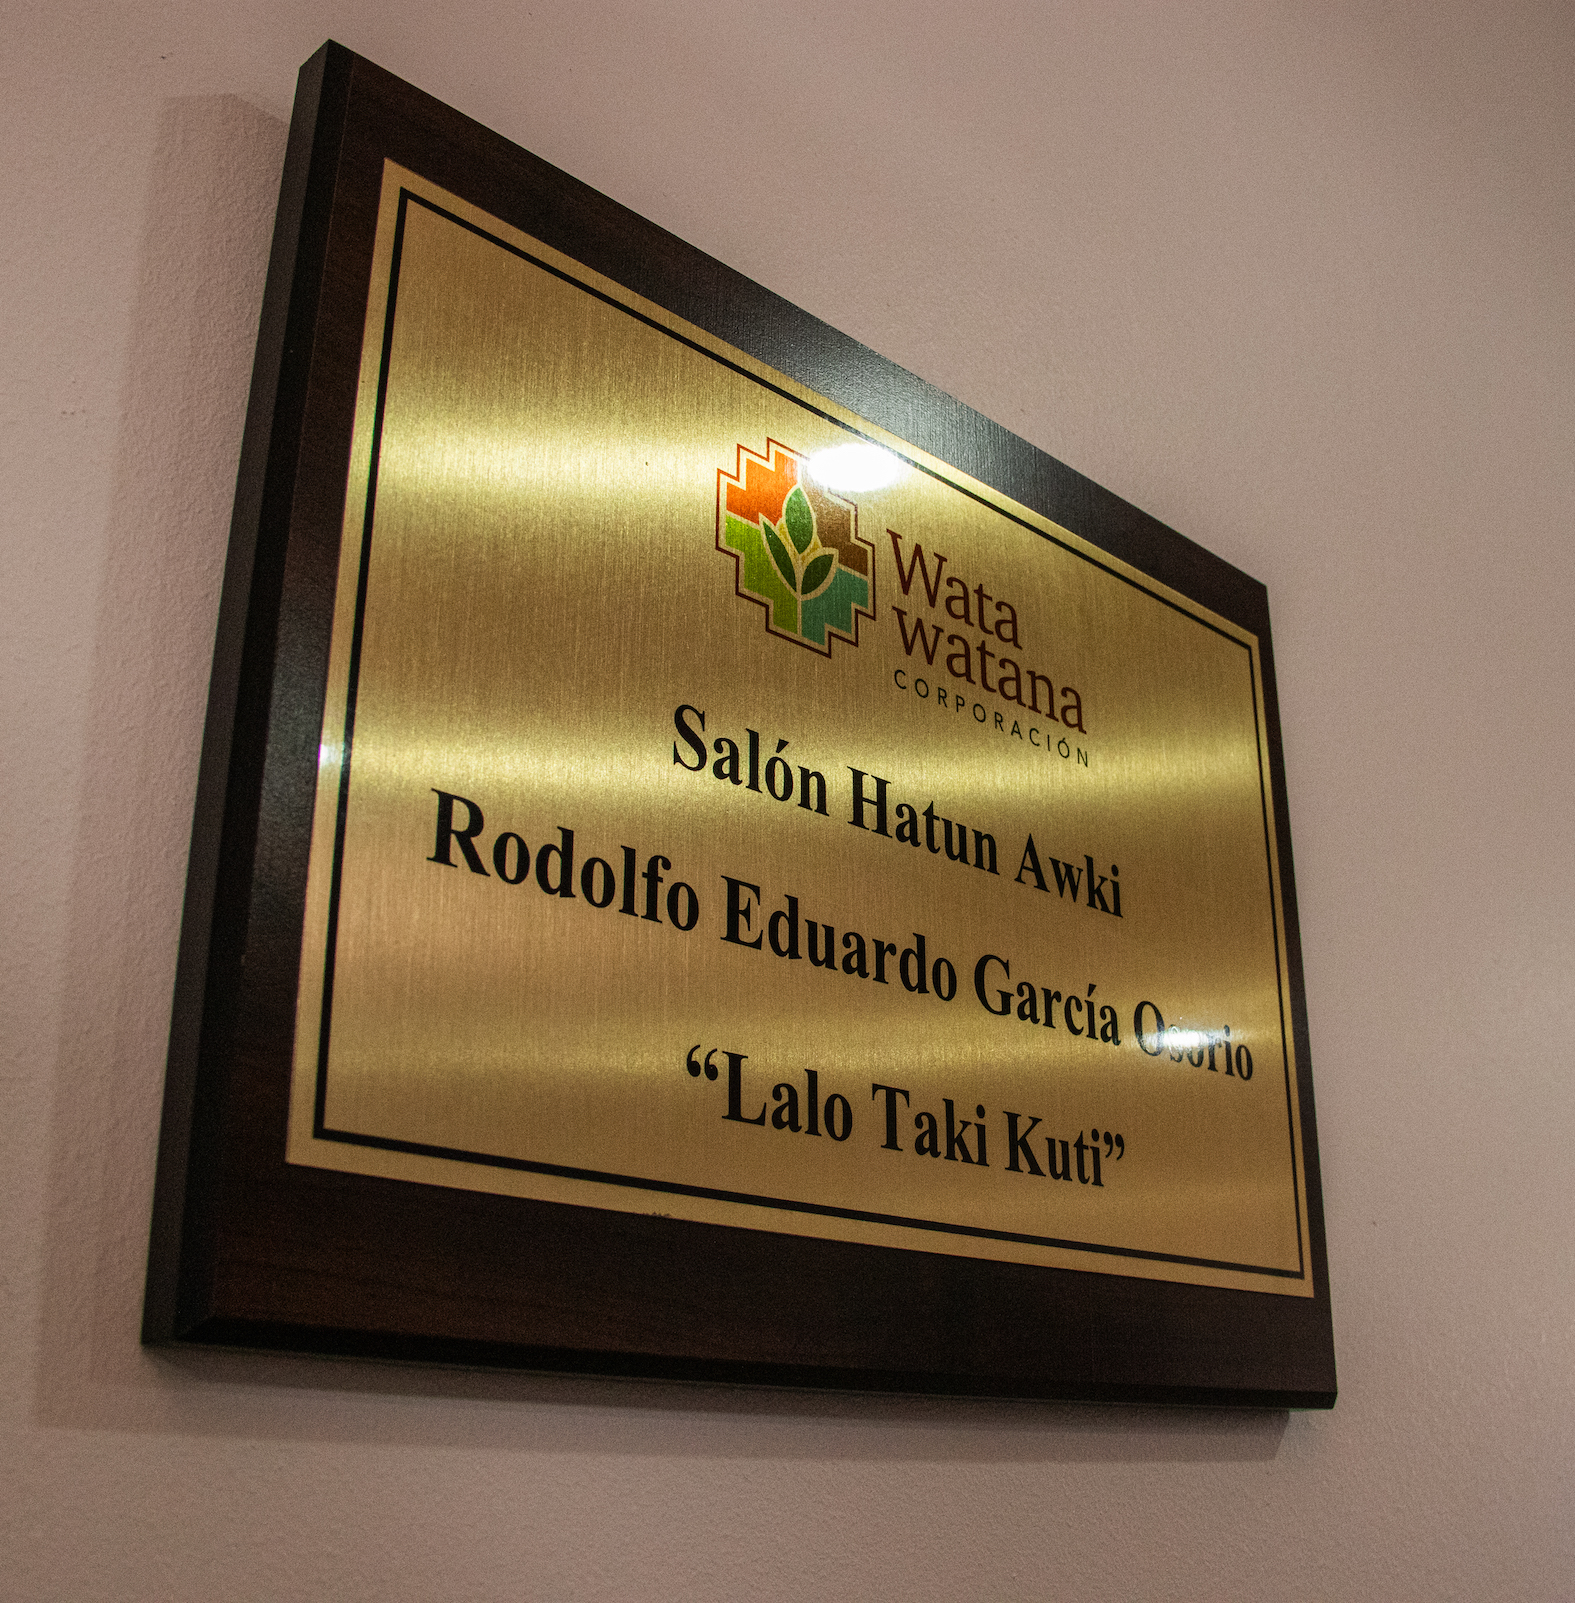 Wata
watana
CORPORACIÓN
Salón Hatun Awki
Rodolfo Eduardo García Osorio
“Lalo Taki Kuti”